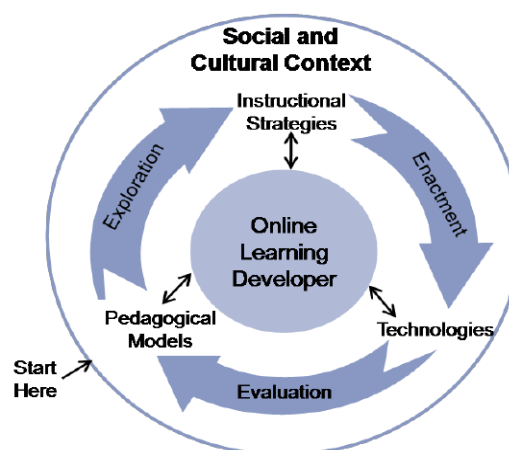 Social and
Cultural Context
Instructional
Strategies
Exploration
Enactment
Online
Learning
Developer
Pedagogical
Models
Technologies
Start
Here
Evaluation